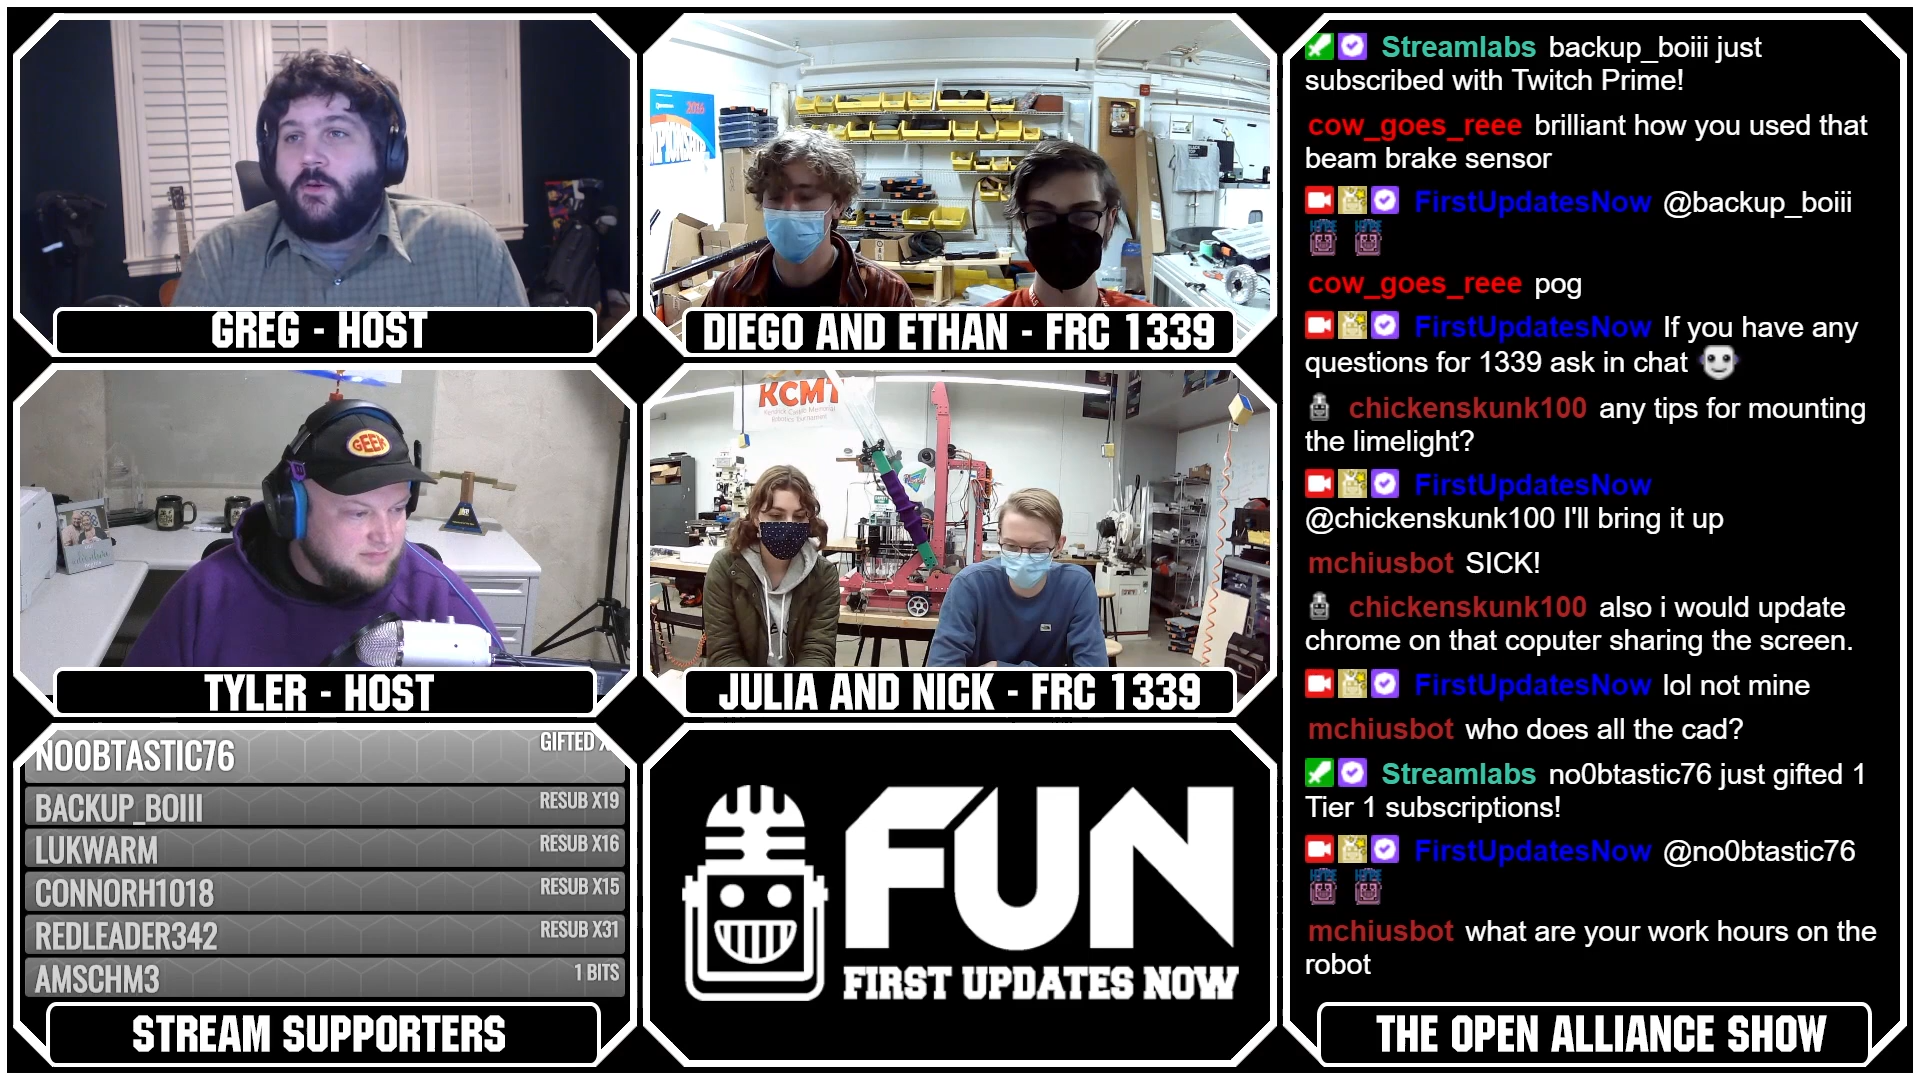 GREG - HOST
2016
DIEGO AND ETHAN - FRC 1339
GEEK
TYLER - HOST
KCMT
JULIA AND NICK - FRC 1339
NO0BTASTIC76
GIFTED
BACKUP_BOIII RESUB X19
LUKWARM RESUB X16
CONNORH1018 RESUB X15
REDLEADER342 RESUB X31
AMSCHM3 1 BITS
STREAM SUPPORTERS
FUN
FIRST UPDATES NOW
Streamlabs backup_boiii just
subscribed with Twitch Prime!
cow_goes_reee brilliant how you used that
beam brake sensor
FirstUpdatesNow @backup_boiii
cow_goes_reee pog
FirstUpdatesNow If you have any
questions for 1339 ask in chat
chickenskunk100 any tips for mounting
the limelight?
FirstUpdatesNow
@chickenskunk100 I'll bring it up
mchiusbot SICK!
chickenskunk100 also i would update
chrome on that coputer sharing the screen.
FirstUpdatesNow lol not mine
mchiusbot who does all the cad?
Streamlabs no0btastic76 just gifted 1
Tier 1 subscriptions!
FirstUpdatesNow @no0btastic76
mchiusbot what are your work hours on the
robot
THE OPEN ALLIANCE SHOW